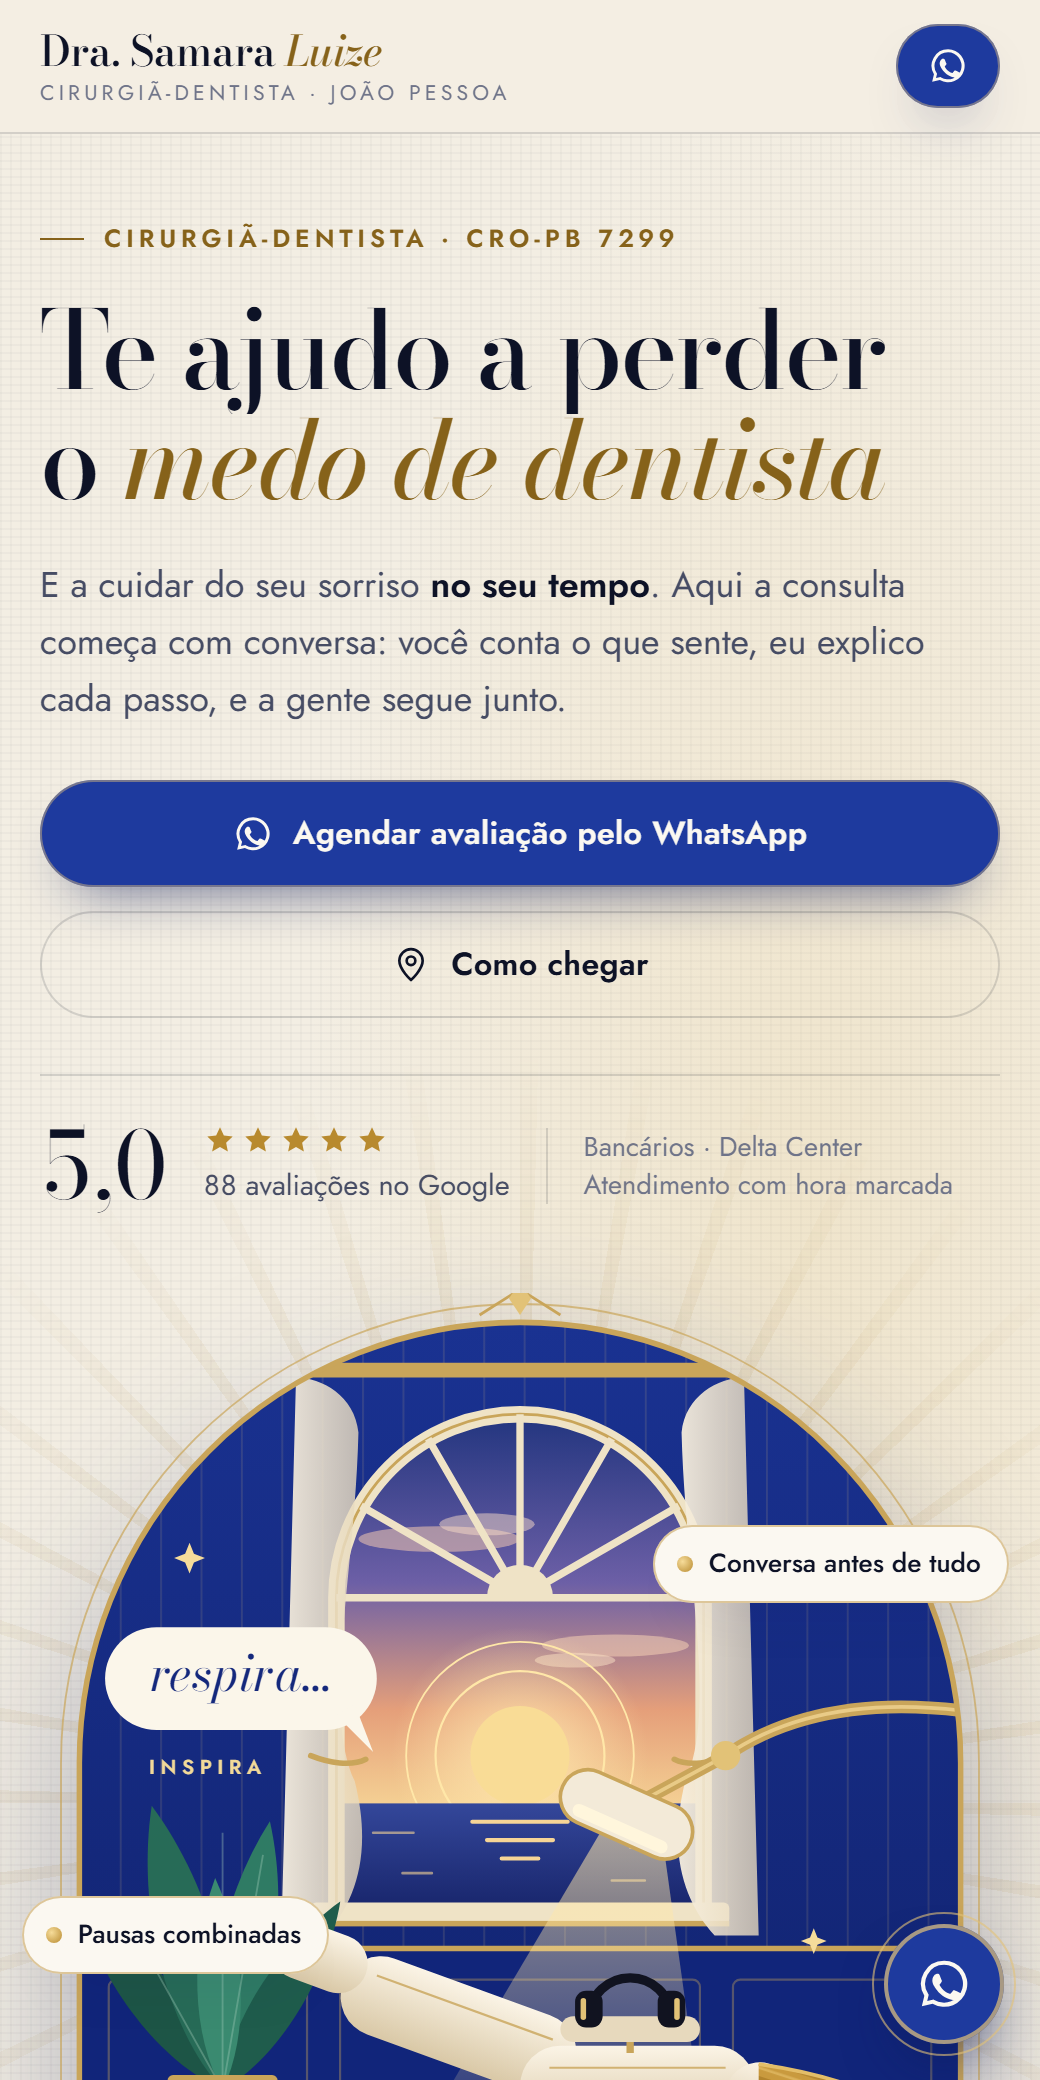 Dra. Samara Luize
CIRURGIÃ-DENTISTA · JOÃO PESSOA
CIRURGIÃ-DENTISTA · CRO-PB 7299
Te ajudo a perder
o medo de dentista
E a cuidar do seu sorriso no seu tempo. Aqui a consulta
começa com conversa: você conta o que sente, eu explico
cada passo, e a gente segue junto.
Agendar avaliação pelo WhatsApp
Como chegar
5,0
88 avaliações no Google
Bancários · Delta Center
Atendimento com hora marcada
Conversa antes de tudo
respira...
INSPIRA
Pausas combinadas